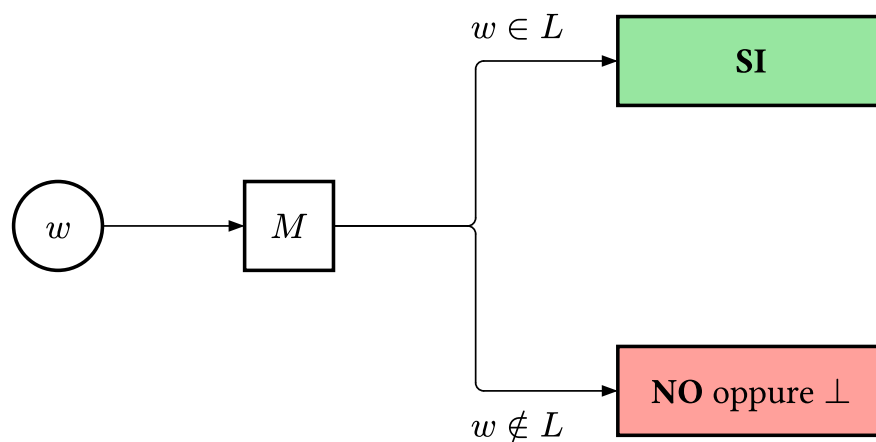 w ∈ L
SI
w
M
NO oppure ⊥
w ∉ L